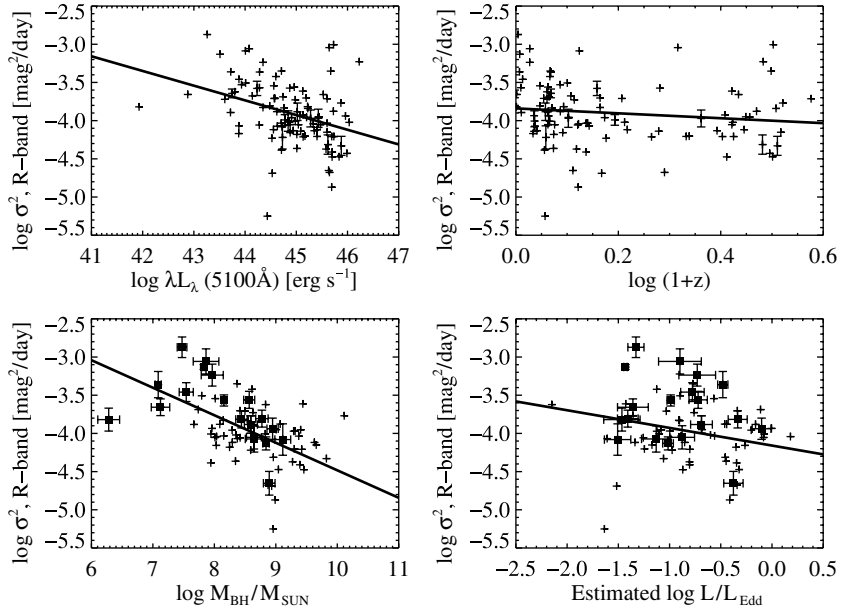 log σ², R−band [mag²/day]
−2.5
−3.0
−3.5
−4.0
−4.5
−5.0
−5.5
41 42 43 44 45 46 47
log λL_λ (5100Å) [erg s⁻¹]
log σ², R−band [mag²/day]
−2.5
−3.0
−3.5
−4.0
−4.5
−5.0
−5.5
0.0 0.2 0.4 0.6
log (1+z)
log σ², R−band [mag²/day]
−2.5
−3.0
−3.5
−4.0
−4.5
−5.0
−5.5
6 7 8 9 10 11
log M_BH/M_SUN
log σ², R−band [mag²/day]
−2.5
−3.0
−3.5
−4.0
−4.5
−5.0
−5.5
−2.5 −2.0 −1.5 −1.0 −0.5 0.0 0.5
Estimated log L/L_Edd